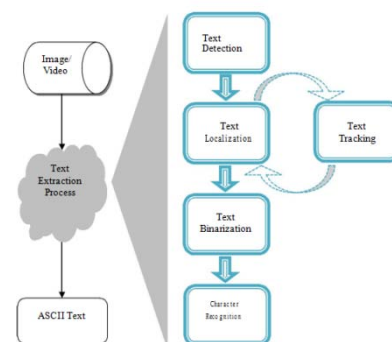 Image/
Video
Text
Extraction
Process
ASCII Text
Text
Detection
Text
Localization
Text
Tracking
Text
Binarization
Character
Recognition